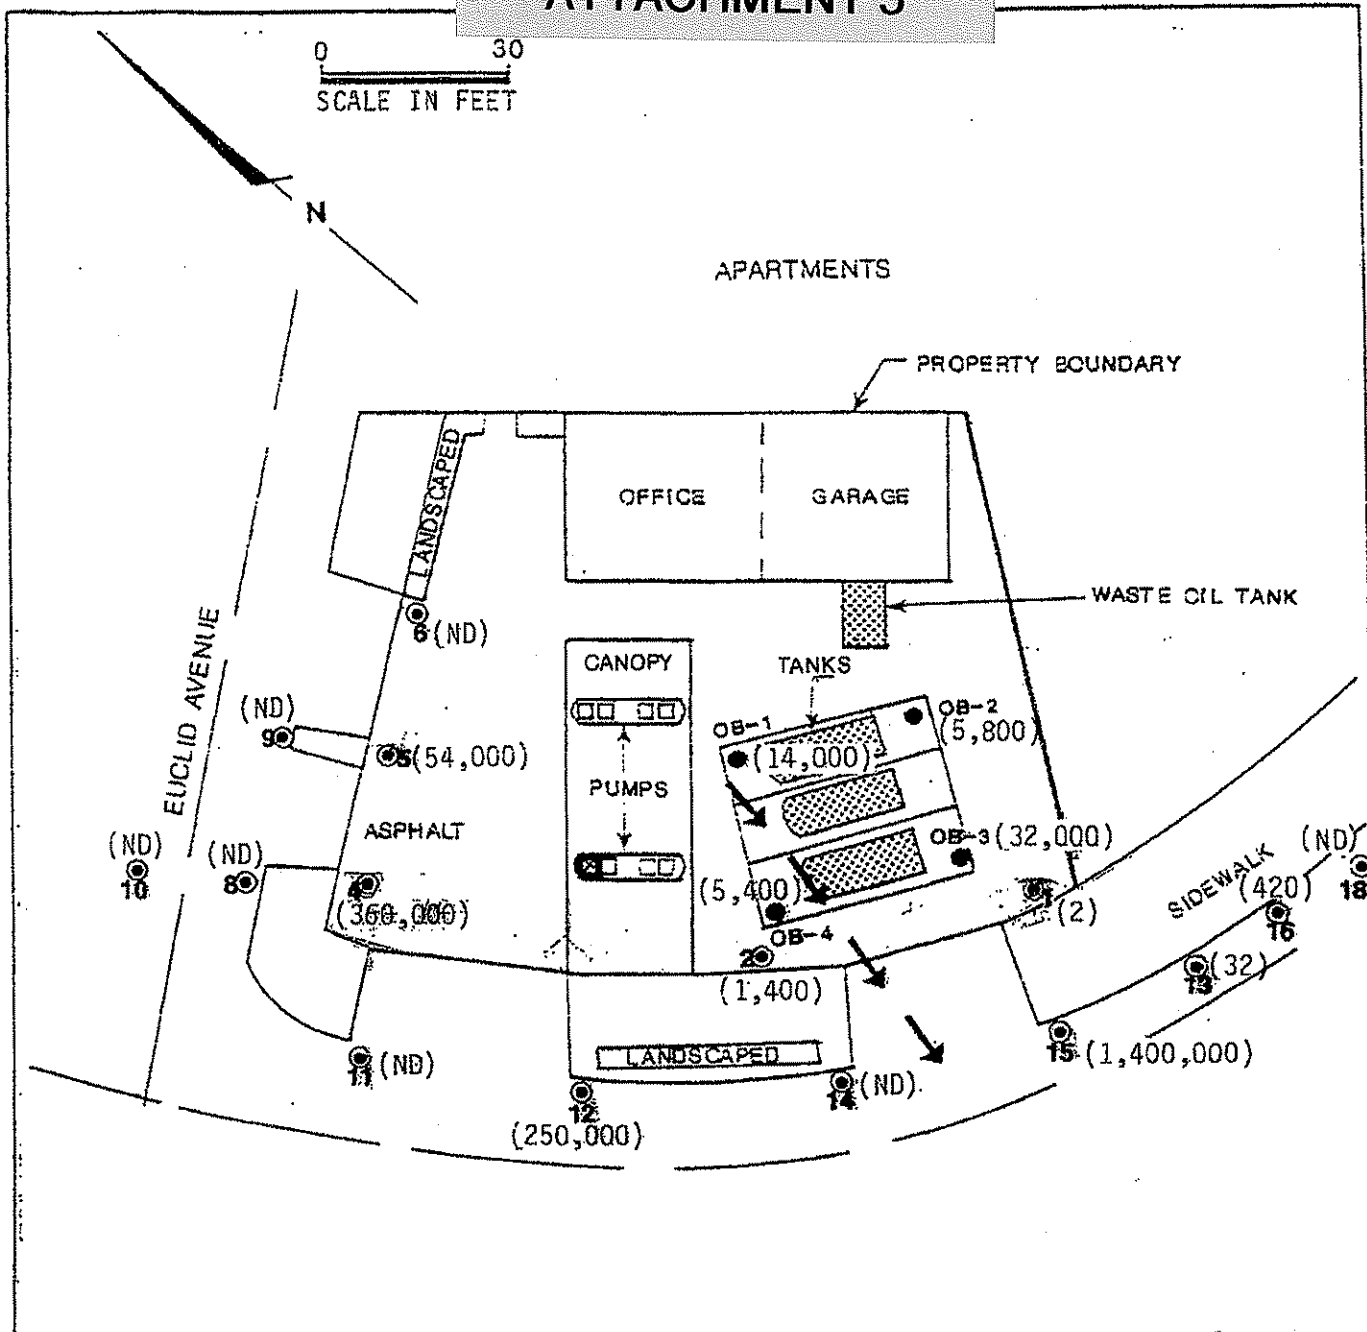 ATTACHMENT 3
0 30
SCALE IN FEET
N
APARTMENTS
PROPERTY BOUNDARY
LANDSCAPED
OFFICE
GARAGE
WASTE OIL TANK
EUCLID AVENUE
6 (ND)
CANOPY
TANKS
(ND)
9
5 (54,000)
OB-1
(14,000)
OB-2
(5,800)
PUMPS
ASPHALT
OB-3 (32,000)
(ND)
10
(ND)
8
4
(360,000)
(5,400)
OB-4
1
(2)
SIDEWALK
(ND)
18
(420)
16
2
(1,400)
13 (32)
15 (1,400,000)
LANDSCAPED
11 (ND)
12
(250,000)
14 (ND)